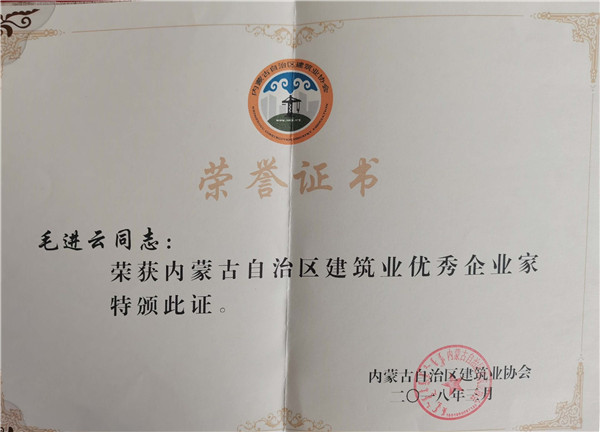 内蒙古自治区建筑业协会
荣誉证书
毛进云同志：
荣获内蒙古自治区建筑业优秀企业家
特颁此证。
内蒙古自治区建筑业协会
二〇一八年三月